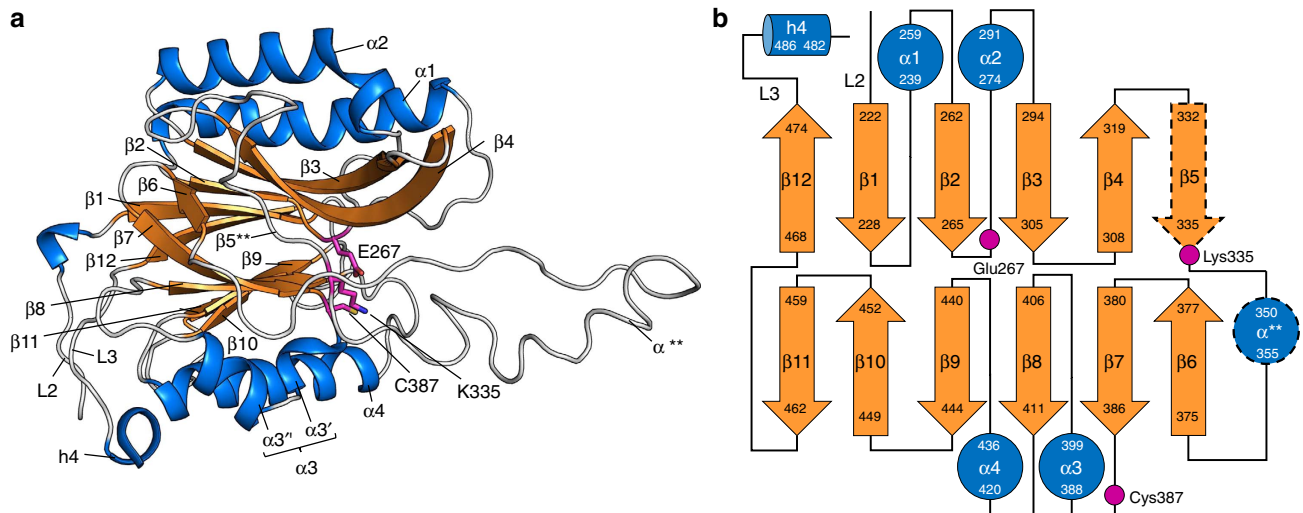 a
α2
α1
β2
β3
β4
β6
β1
β7
β5**
E267
β12
β9
β8
β11
β10
L3
L2
C387
K335
α**
α4
α3″
α3′
α3
h4
b
h4
486 482
259
α1
239
291
α2
274
L3
L2
474
β12
468
222
β1
228
262
β2
265
294
β3
305
319
β4
308
332
β5
335
Glu267
Lys335
459
β11
462
452
β10
449
440
β9
444
406
β8
411
380
β7
386
377
β6
375
350
α**
355
436
α4
420
399
α3
388
Cys387